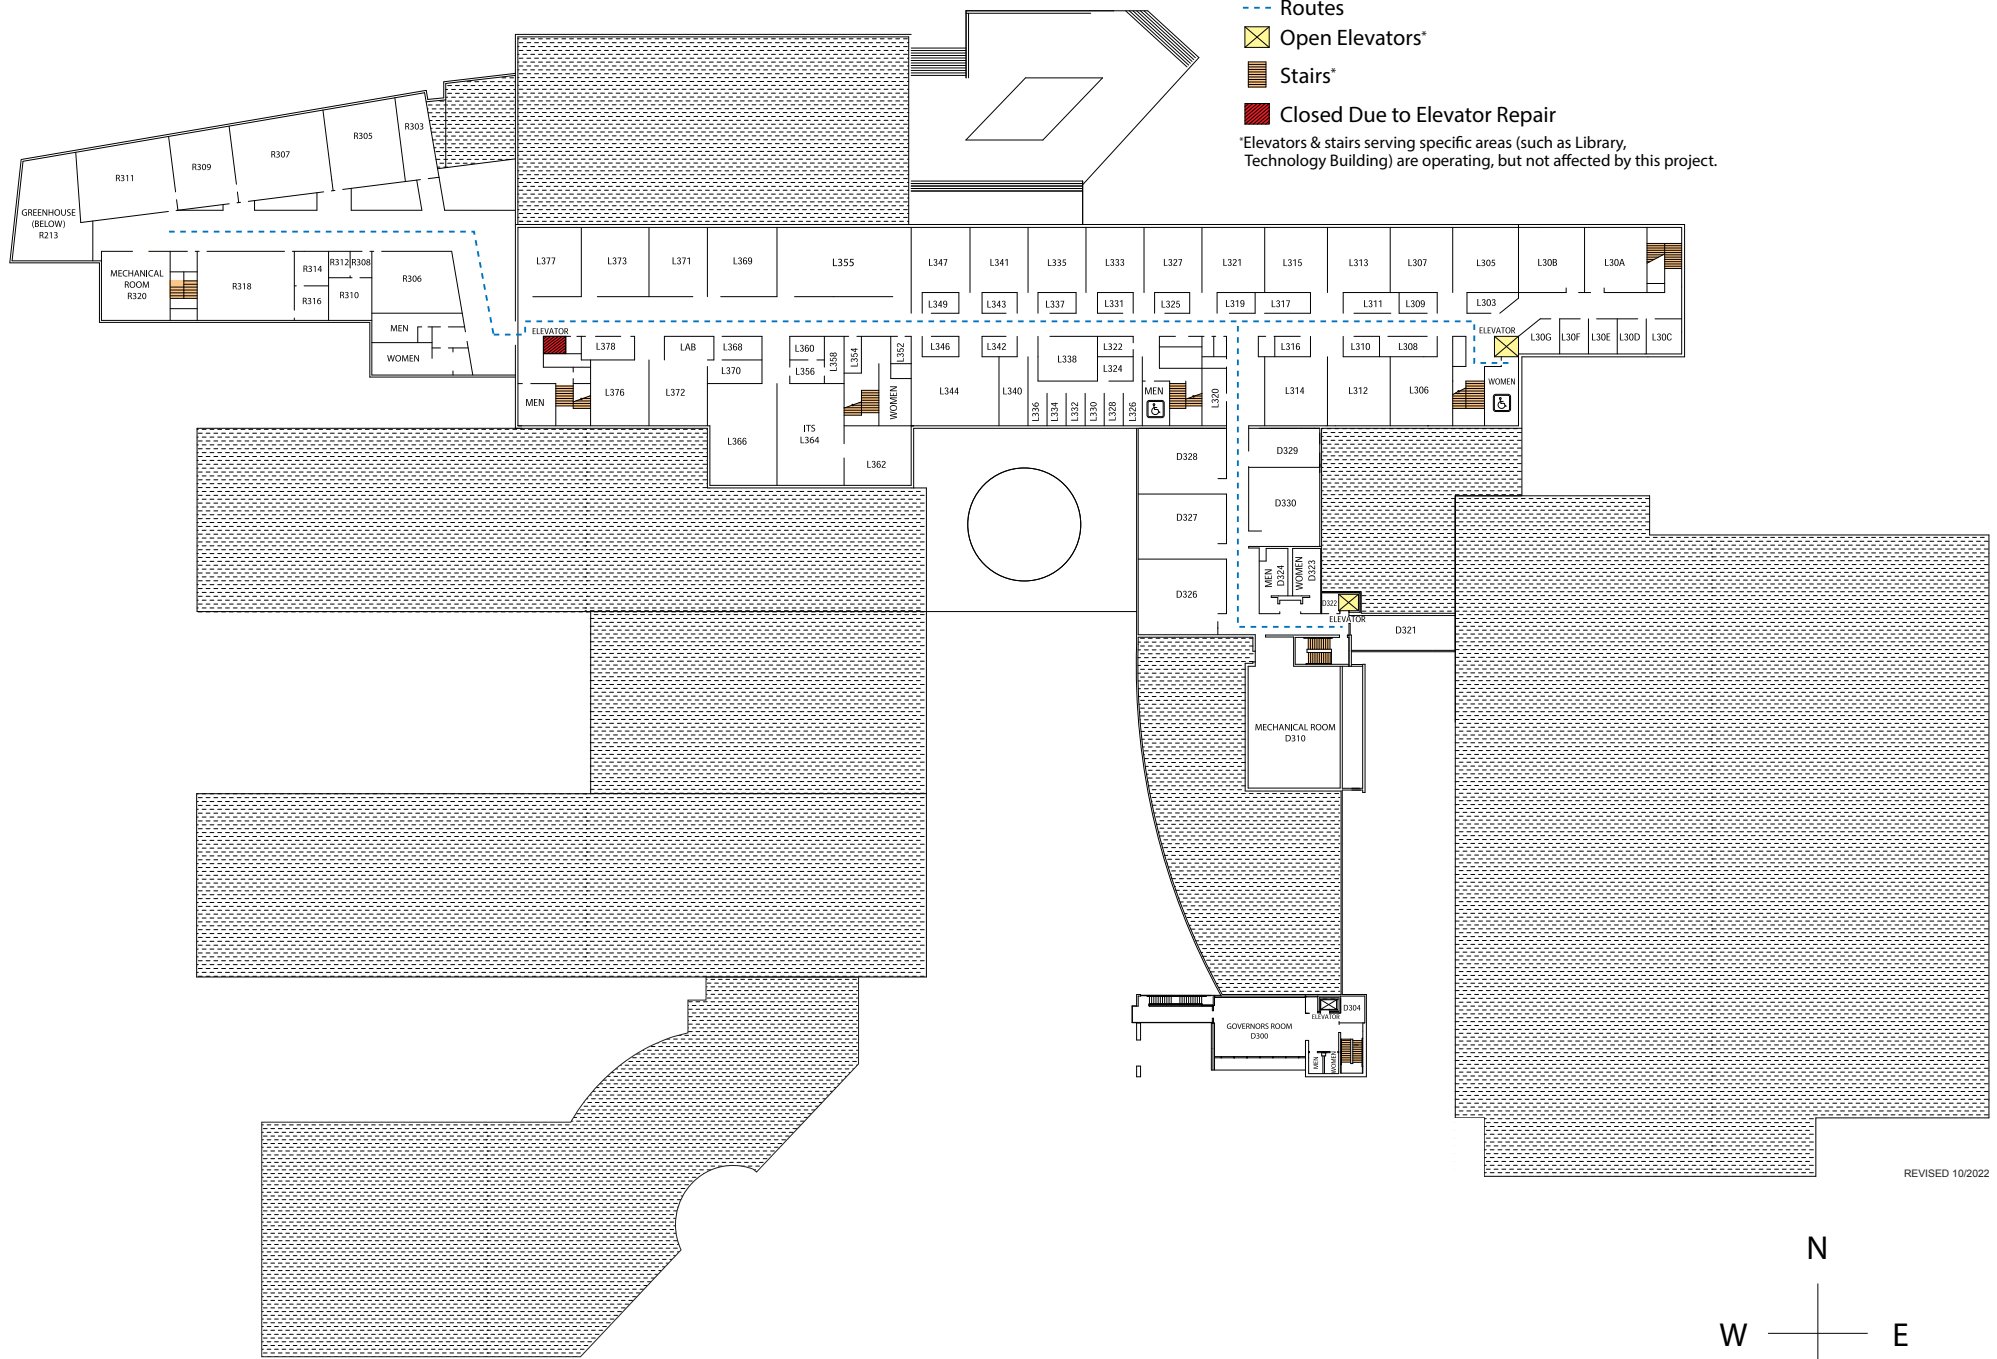 Routes
Open Elevators*
Stairs*
Closed Due to Elevator Repair
*Elevators & stairs serving specific areas (such as Library,
Technology Building) are operating, but not affected by this project.
R303
R305
R307
R309
R311
GREENHOUSE
(BELOW)
R213
MECHANICAL
ROOM
R320
R318
R314
R316
R312
R308
R310
R306
MEN
WOMEN
L377
L373
L371
L369
L355
L347
L341
L335
L333
L327
L321
L315
L313
L307
L305
L30B
L30A
L349
L343
L337
L331
L325
L319
L317
L311
L309
L303
ELEVATOR
L378
LAB
L368
L360
L358
L354
L352
L346
L342
L338
L322
L324
L316
L310
L308
ELEVATOR
L30G
L30F
L30E
L30D
L30C
L370
L356
MEN
L376
L372
WOMEN
L344
L340
L336
L334
L332
L330
L328
L326
MEN
L320
L314
L312
L306
WOMEN
L366
ITS
L364
L362
D328
D329
D327
D330
D326
MEN
D324
WOMEN
D323
D322
ELEVATOR
D321
MECHANICAL ROOM
D310
GOVERNORS ROOM
D300
ELEVATOR
D304
MEN
WOMEN
REVISED 10/2022
N
W
E